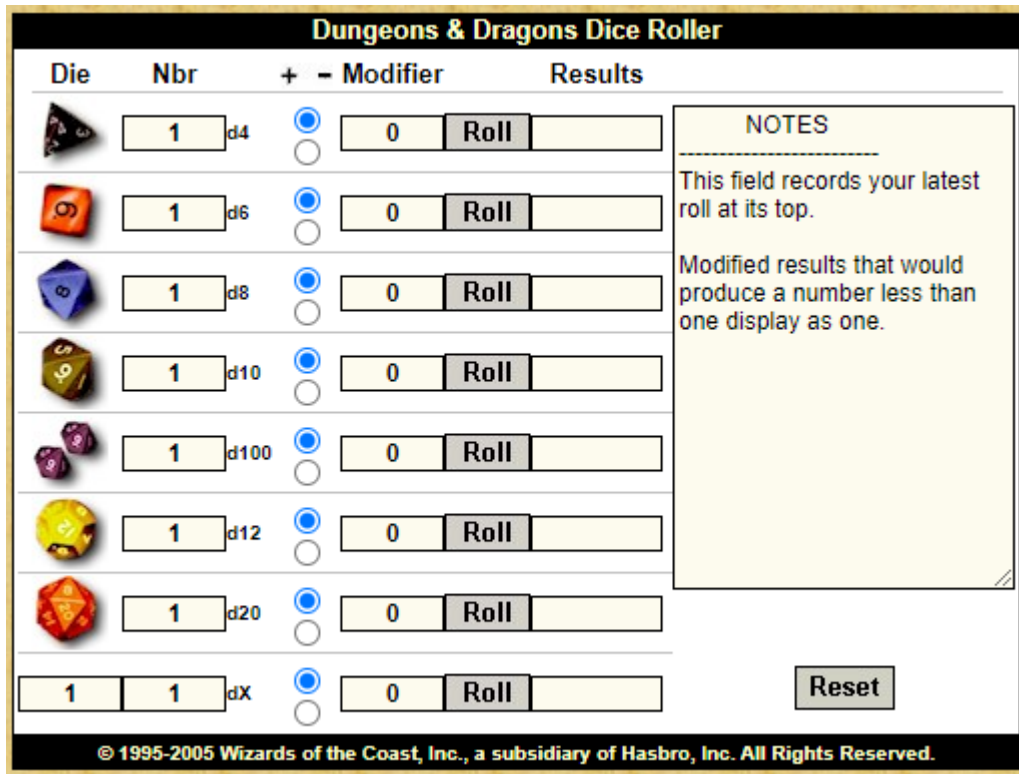 Dungeons & Dragons Dice Roller
Die Nbr + - Modifier Results
1 d4 0 Roll
1 d6 0 Roll
1 d8 0 Roll
1 d10 0 Roll
1 d100 0 Roll
1 d12 0 Roll
1 d20 0 Roll
1 1 dX 0 Roll
NOTES
-------------------------
This field records your latest
roll at its top.
Modified results that would
produce a number less than
one display as one.
Reset
© 1995-2005 Wizards of the Coast, Inc., a subsidiary of Hasbro, Inc. All Rights Reserved.